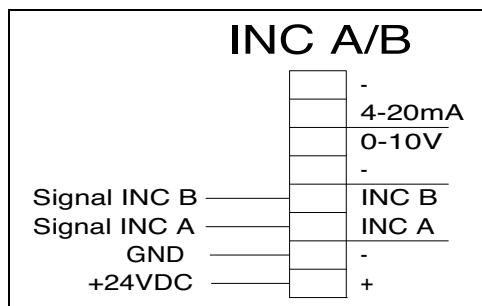 INC A/B
-
4-20mA
0-10V
-
Signal INC B INC B
Signal INC A INC A
GND -
+24VDC +